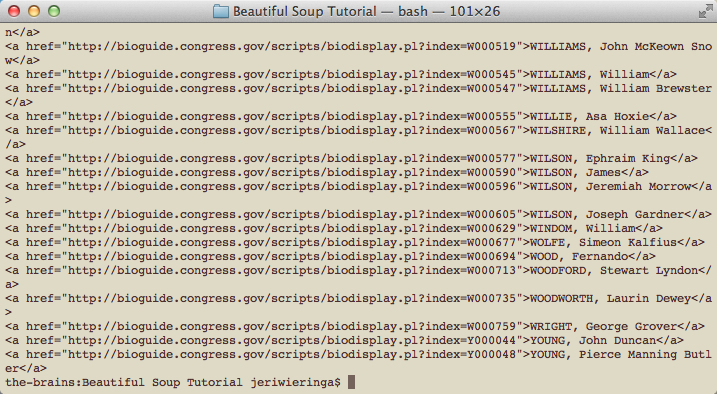 Beautiful Soup Tutorial — bash — 101×26
n</a>
<a href="http://bioguide.congress.gov/scripts/biodisplay.pl?index=W000519">WILLIAMS, John McKeown Sno
w</a>
<a href="http://bioguide.congress.gov/scripts/biodisplay.pl?index=W000545">WILLIAMS, William</a>
<a href="http://bioguide.congress.gov/scripts/biodisplay.pl?index=W000547">WILLIAMS, William Brewster
</a>
<a href="http://bioguide.congress.gov/scripts/biodisplay.pl?index=W000555">WILLIE, Asa Hoxie</a>
<a href="http://bioguide.congress.gov/scripts/biodisplay.pl?index=W000567">WILSHIRE, William Wallace<
/a>
<a href="http://bioguide.congress.gov/scripts/biodisplay.pl?index=W000577">WILSON, Ephraim King</a>
<a href="http://bioguide.congress.gov/scripts/biodisplay.pl?index=W000590">WILSON, James</a>
<a href="http://bioguide.congress.gov/scripts/biodisplay.pl?index=W000596">WILSON, Jeremiah Morrow</a
>
<a href="http://bioguide.congress.gov/scripts/biodisplay.pl?index=W000605">WILSON, Joseph Gardner</a>
<a href="http://bioguide.congress.gov/scripts/biodisplay.pl?index=W000629">WINDOM, William</a>
<a href="http://bioguide.congress.gov/scripts/biodisplay.pl?index=W000677">WOLFE, Simeon Kalfius</a>
<a href="http://bioguide.congress.gov/scripts/biodisplay.pl?index=W000694">WOOD, Fernando</a>
<a href="http://bioguide.congress.gov/scripts/biodisplay.pl?index=W000713">WOODFORD, Stewart Lyndon</
a>
<a href="http://bioguide.congress.gov/scripts/biodisplay.pl?index=W000735">WOODWORTH, Laurin Dewey</a
>
<a href="http://bioguide.congress.gov/scripts/biodisplay.pl?index=W000759">WRIGHT, George Grover</a>
<a href="http://bioguide.congress.gov/scripts/biodisplay.pl?index=Y000044">YOUNG, John Duncan</a>
<a href="http://bioguide.congress.gov/scripts/biodisplay.pl?index=Y000048">YOUNG, Pierce Manning Butl
er</a>
the-brains:Beautiful Soup Tutorial jeriwieringa$